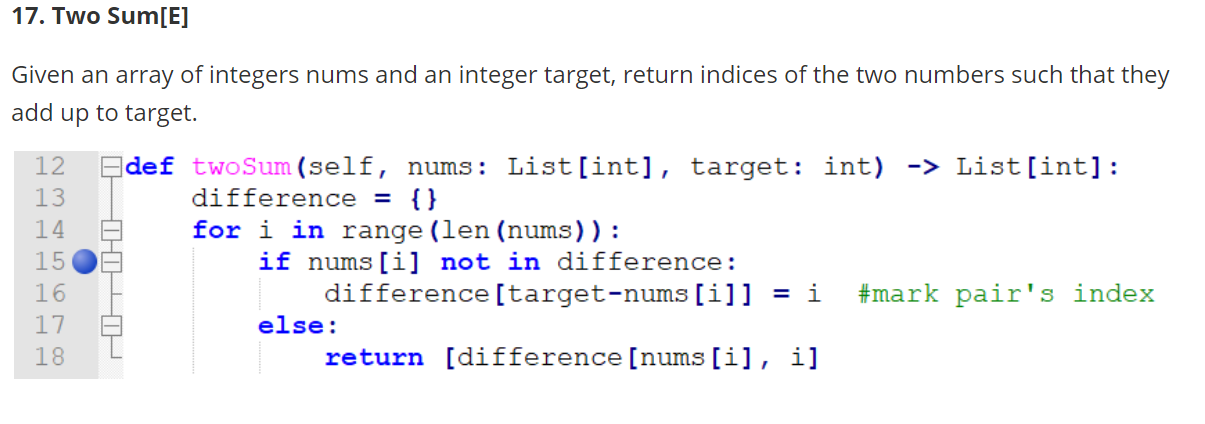 17. Two Sum[E]
Given an array of integers nums and an integer target, return indices of the two numbers such that they
add up to target.
12 def twoSum(self, nums: List[int], target: int) -> List[int]:
13 difference = {}
14 for i in range(len(nums)):
15 if nums[i] not in difference:
16 difference[target-nums[i]] = i #mark pair's index
17 else:
18 return [difference[nums[i], i]